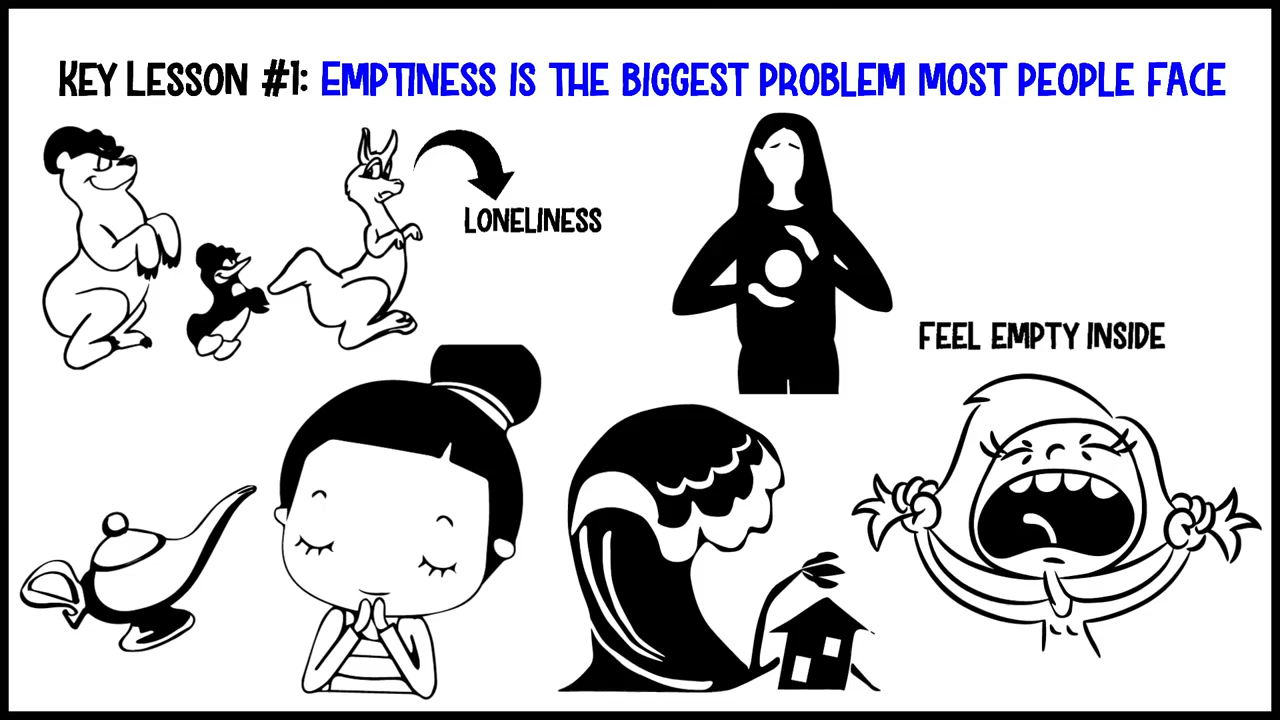 KEY LESSON #1: EMPTINESS IS THE BIGGEST PROBLEM MOST PEOPLE FACE
LONELINESS
FEEL EMPTY INSIDE